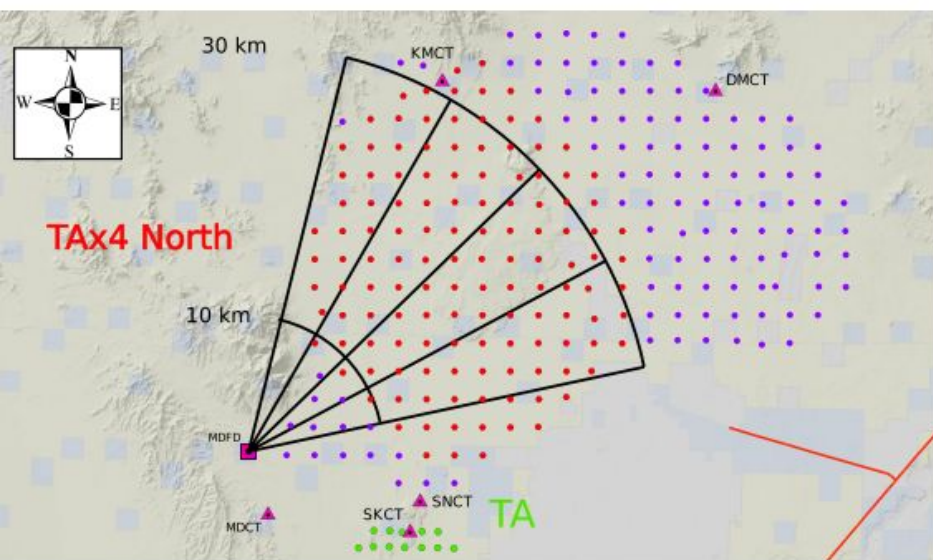 30 km
KMCT
DMCT
N
W E
S
TAx4 North
10 km
MDFD
SNCT
SKCT
TA
MDCT